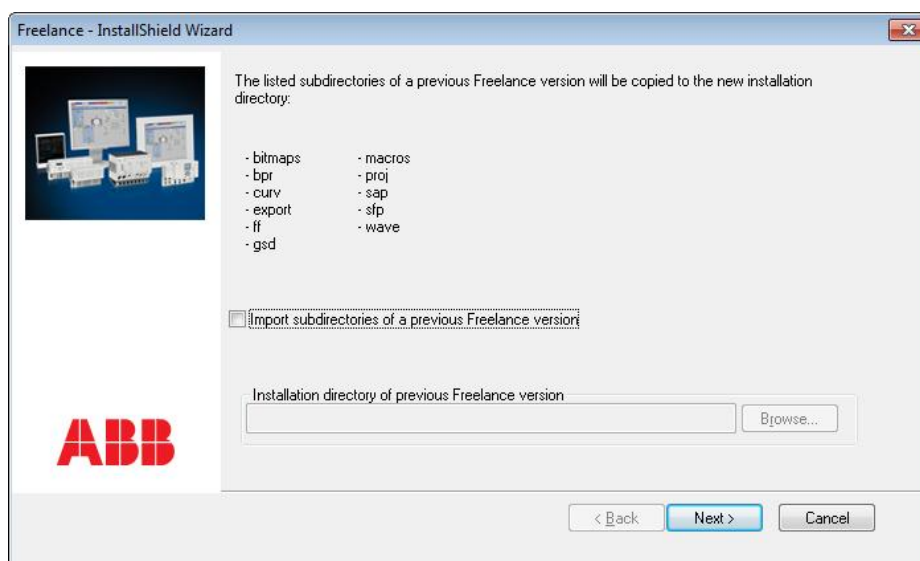 Freelance - InstallShield Wizard
The listed subdirectories of a previous Freelance version will be copied to the new installation
directory:
- bitmaps - macros
- bpr - proj
- curv - sap
- export - sfp
- ff - wave
- gsd
Import subdirectories of a previous Freelance version
Installation directory of previous Freelance version
Browse...
ABB
< Back Next > Cancel